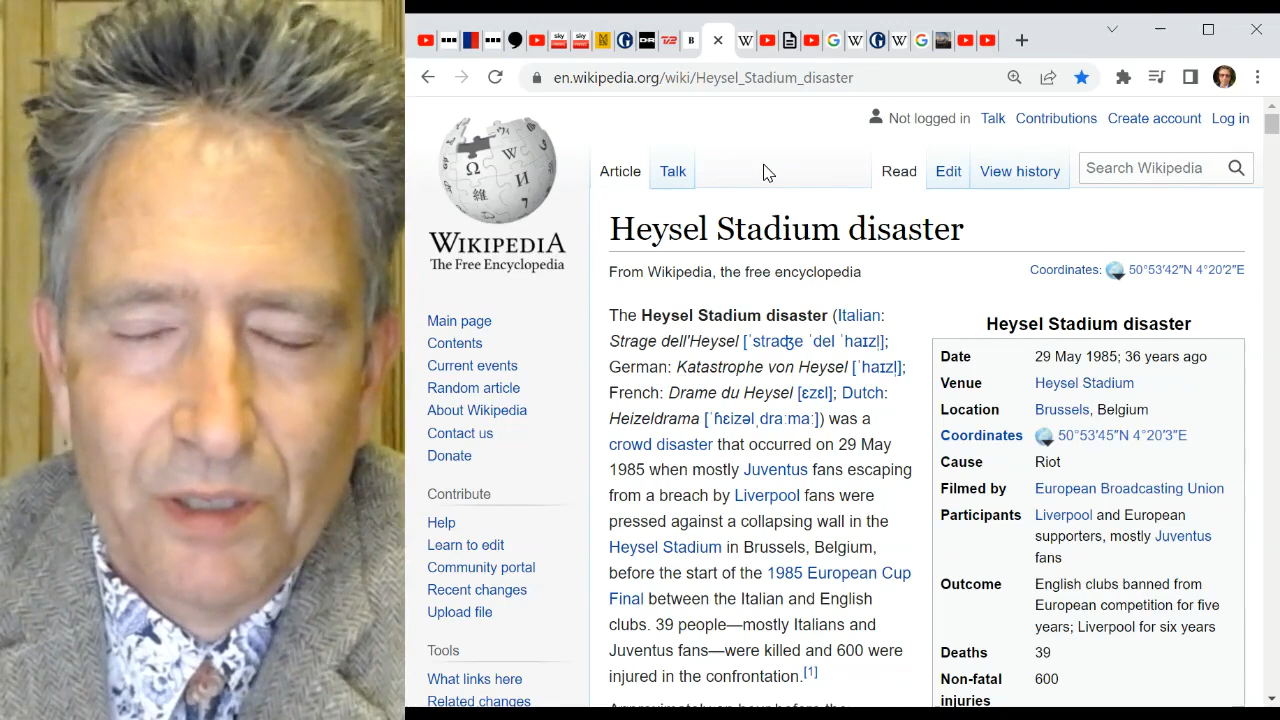 en.wikipedia.org/wiki/Heysel_Stadium_disaster
Not logged in Talk Contributions Create account Log in
Article Talk Read Edit View history Search Wikipedia
WIKIPEDIA
The Free Encyclopedia
Main page
Contents
Current events
Random article
About Wikipedia
Contact us
Donate
Contribute
Help
Learn to edit
Community portal
Recent changes
Upload file
Tools
What links here
Related changes
Heysel Stadium disaster
From Wikipedia, the free encyclopedia
Coordinates: 50°53′42″N 4°20′2″E
The Heysel Stadium disaster (Italian:
Strage dell'Heysel [ˈstraʤe ˈdel ˈhaɪzl];
German: Katastrophe von Heysel [ˈhaɪzl];
French: Drame du Heysel [ɛzɛl]; Dutch:
Heizeldrama [ˈɦɛizəlˌdraːmaː]) was a
crowd disaster that occurred on 29 May
1985 when mostly Juventus fans escaping
from a breach by Liverpool fans were
pressed against a collapsing wall in the
Heysel Stadium in Brussels, Belgium,
before the start of the 1985 European Cup
Final between the Italian and English
clubs. 39 people—mostly Italians and
Juventus fans—were killed and 600 were
injured in the confrontation.[1]
Heysel Stadium disaster
Date 29 May 1985; 36 years ago
Venue Heysel Stadium
Location Brussels, Belgium
Coordinates 50°53′45″N 4°20′3″E
Cause Riot
Filmed by European Broadcasting Union
Participants Liverpool and European
supporters, mostly Juventus
fans
Outcome English clubs banned from
European competition for five
years; Liverpool for six years
Deaths 39
Non-fatal 600
injuries